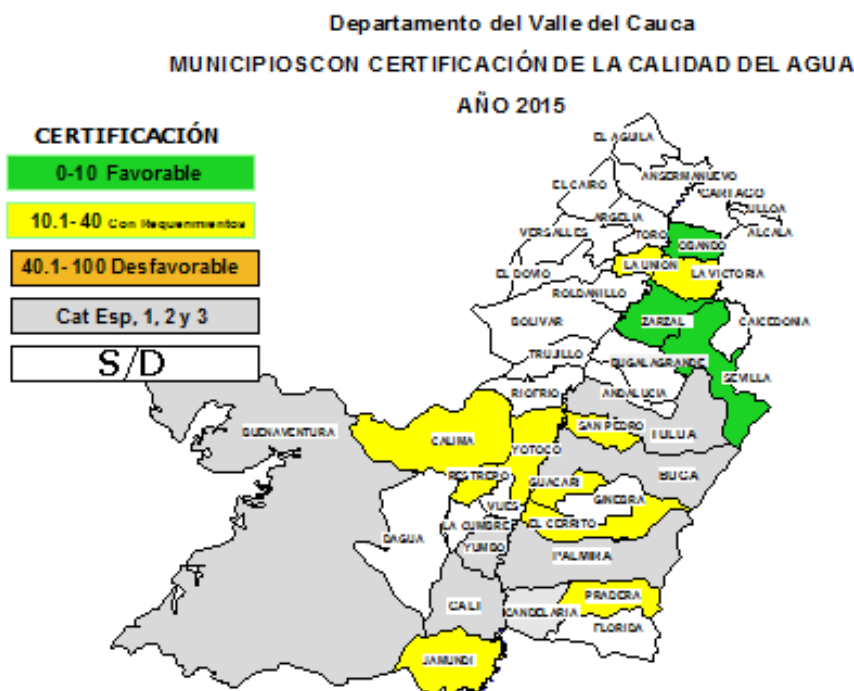 Departamento del Valle del Cauca
MUNICIPIOSCON CERTIFICACIÓN DE LA CALIDAD DEL AGUA
AÑO 2015
CERTIFICACIÓN
0-10 Favorable
10.1-40 Con Requerimientos
40.1-100 Desfavorable
Cat Esp, 1, 2 y 3
S/D
EL AGUILA
ANSERMANUEVO
EL CAIRO
CARTAGO
ULLOA
ARGELIA
ALCALA
VERSALLES
TORO
OBANDO
LA UNION
EL DOVIO
LA VICTORIA
ROLDANILLO
BOLIVAR
ZARZAL
CAICEDONIA
TRUJILLO
BUGALAGRANDE
SEVILLA
RIOFRIO
ANDALUCIA
BUENAVENTURA
CALIMA
SAN PEDRO
TULUA
YOTOCO
RESTREPO
GUACARI
BUGA
GINEBRA
VIJES
LA CUMBRE
EL CERRITO
DAGUA
YUMBO
PALMIRA
CALI
CANDELARIA
PRADERA
FLORIDA
JAMUNDI